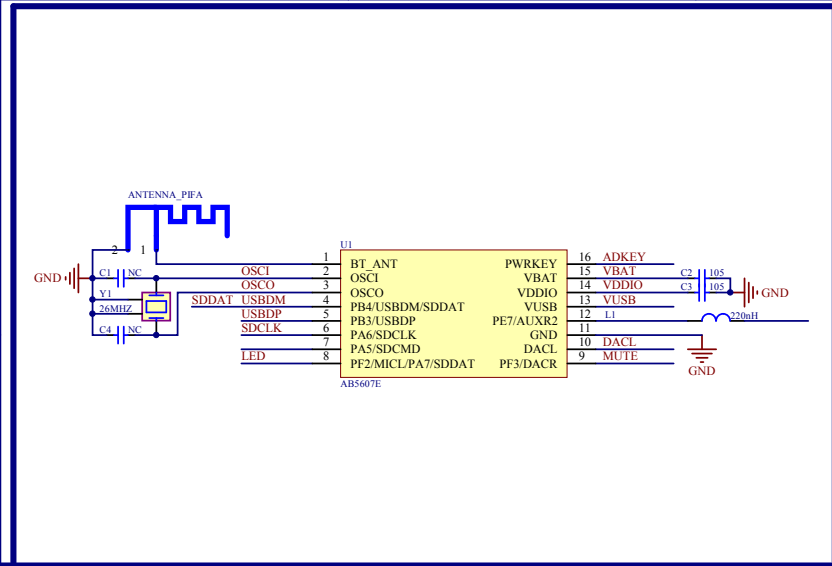 ANTENNA_PIFA
2 1
U1
GND
C1 NC
Y1
26MHZ
C4 NC
OSCI
OSCO
SDDAT USBDM
USBDP
SDCLK
LED
1 BT_ANT
2 OSCI
3 OSCO
4 PB4/USBDM/SDDAT
5 PB3/USBDP
6 PA6/SDCLK
7 PA5/SDCMD
8 PF2/MICL/PA7/SDDAT
PWRKEY 16 ADKEY
VBAT 15 VBAT
VDDIO 14 VDDIO
VUSB 13 VUSB
PE7/AUXR2 12
GND 11
DACL 10 DACL
PF3/DACR 9 MUTE
AB5607E
C2 105
C3 105
GND
L1 220nH
GND